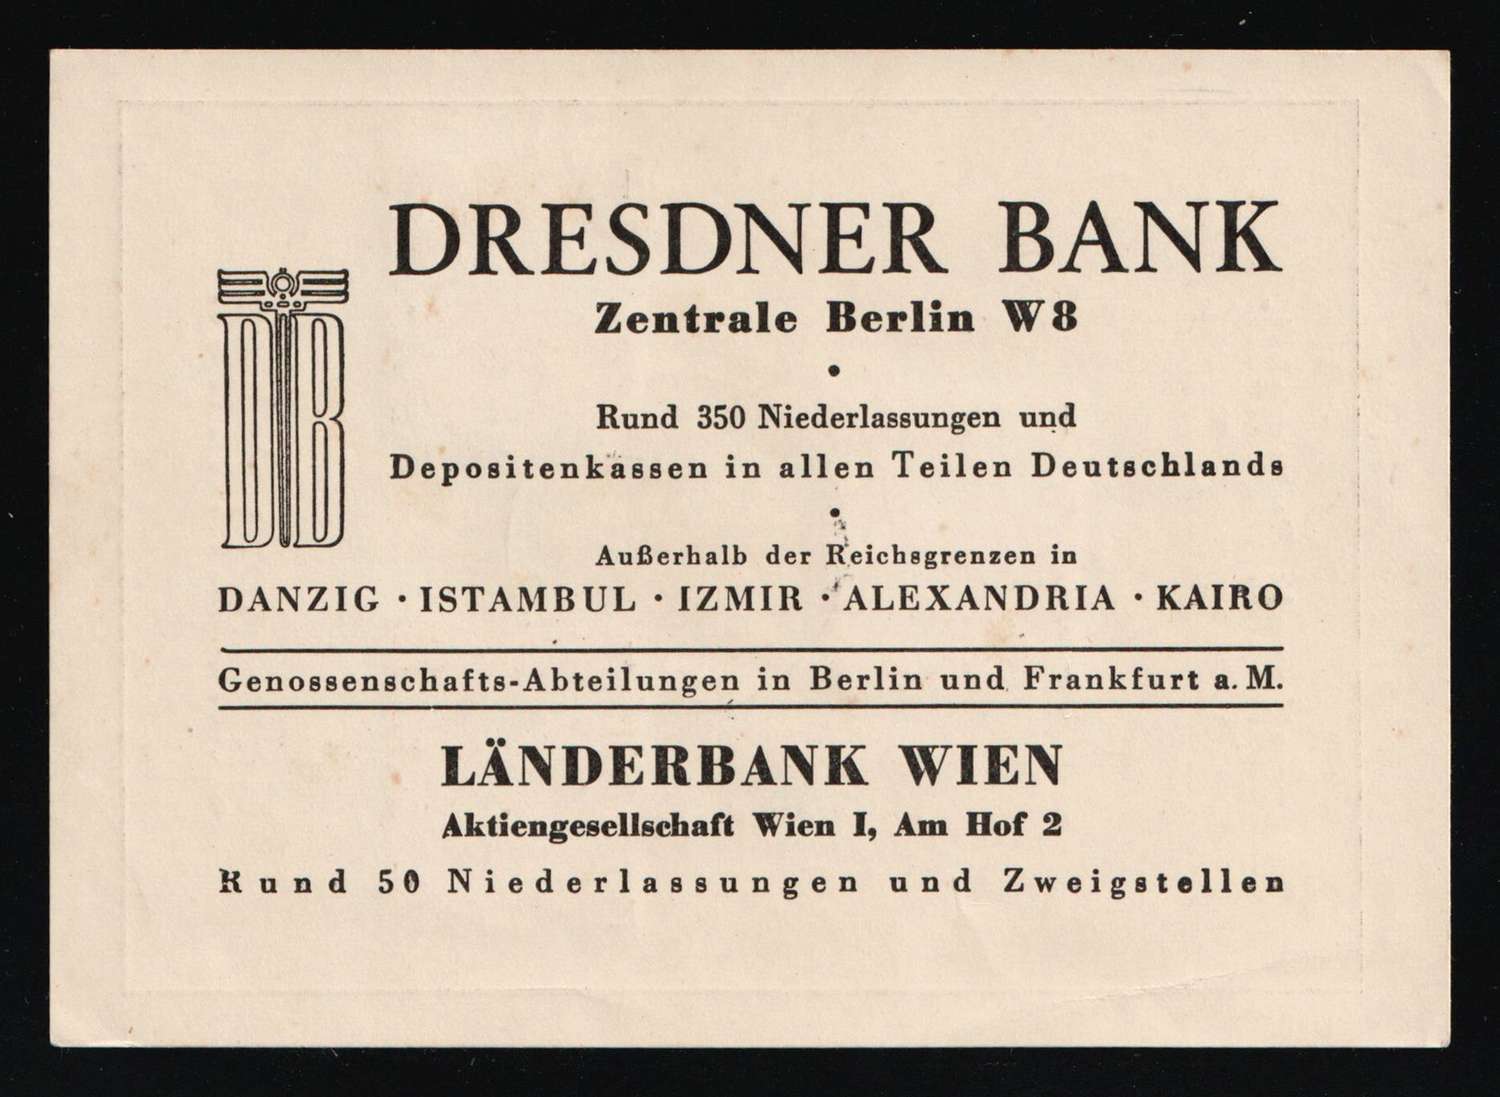 DRESDNER BANK
Zentrale Berlin W 8
•
Rund 350 Niederlassungen und
Depositenkassen in allen Teilen Deutschlands
•
Außerhalb der Reichsgrenzen in
DANZIG · ISTAMBUL · IZMIR · ALEXANDRIA · KAIRO
Genossenschafts-Abteilungen in Berlin und Frankfurt a. M.
LÄNDERBANK WIEN
Aktiengesellschaft Wien I, Am Hof 2
Rund 50 Niederlassungen und Zweigstellen
DB